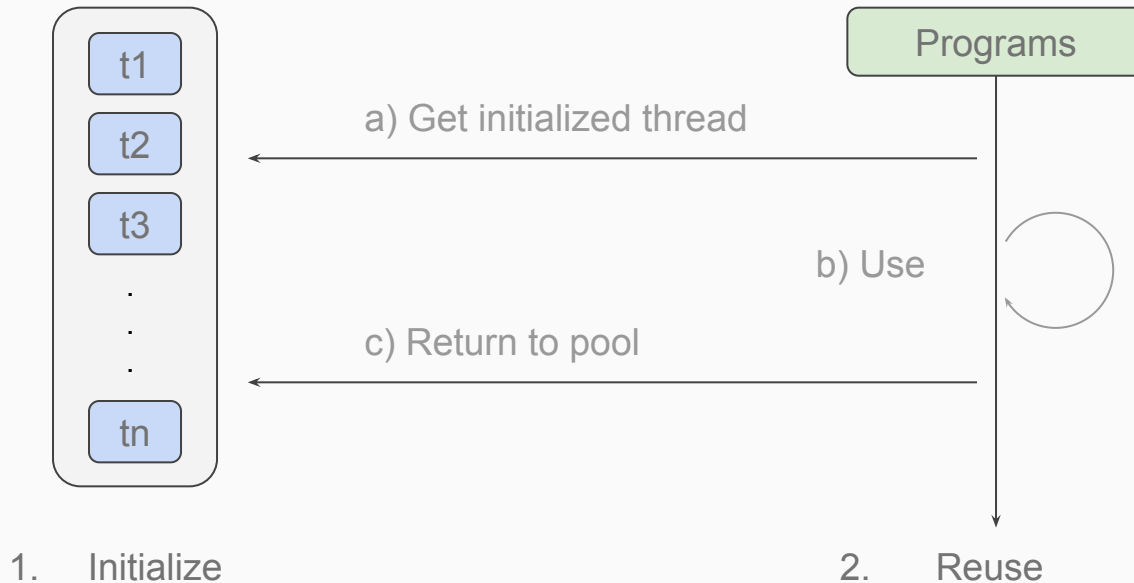 t1
t2
t3
.
.
.
tn
Programs
a) Get initialized thread
b) Use
c) Return to pool
1. Initialize
2. Reuse